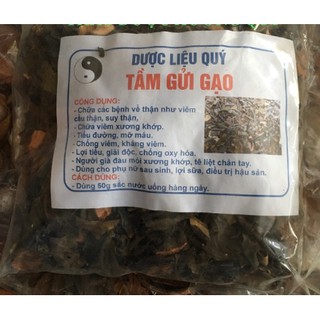 DƯỢC LIỆU QUÝ
TẦM GỬI GẠO
CÔNG DỤNG:
- Chữa các bệnh về thận như viêm
cầu thận, suy thận.
- Chữa viêm xương khớp.
- Tiểu đường, mỡ máu.
- Chống viêm, kháng viêm.
- Lợi tiểu, giải độc, chống oxy hóa.
- Người già đau mỏi xương khớp, tê liệt chân tay.
- Dùng cho phụ nữ sau sinh, lợi sữa, điều trị hậu sản.
CÁCH DÙNG:
- Dùng 50g sắc nước uống hàng ngày.